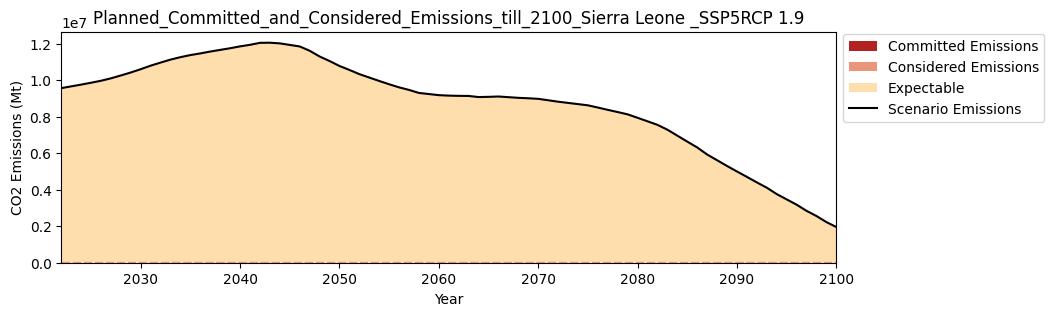 Planned_Committed_and_Considered_Emissions_till_2100_Sierra Leone _SSP5RCP 1.9
1e7
1.2
1.0
0.8
0.6
0.4
0.2
0.0
CO2 Emissions (Mt)
2030 2040 2050 2060 2070 2080 2090 2100
Year
Committed Emissions
Considered Emissions
Expectable
Scenario Emissions